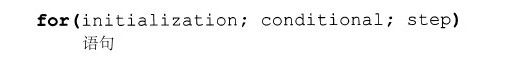 for(initialization; conditional; step)
语句